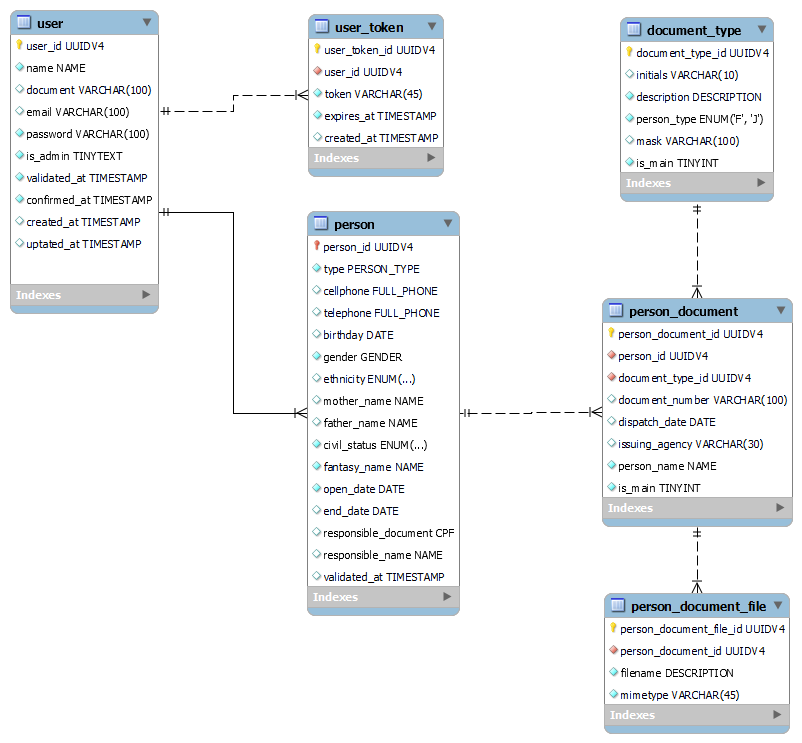 user
user_id UUIDV4
name NAME
document VARCHAR(100)
email VARCHAR(100)
password VARCHAR(100)
is_admin TINYTEXT
validated_at TIMESTAMP
confirmed_at TIMESTAMP
created_at TIMESTAMP
uptated_at TIMESTAMP
Indexes
user_token
user_token_id UUIDV4
user_id UUIDV4
token VARCHAR(45)
expires_at TIMESTAMP
created_at TIMESTAMP
Indexes
document_type
document_type_id UUIDV4
initials VARCHAR(10)
description DESCRIPTION
person_type ENUM('F', 'J')
mask VARCHAR(100)
is_main TINYINT
Indexes
person
person_id UUIDV4
type PERSON_TYPE
cellphone FULL_PHONE
telephone FULL_PHONE
birthday DATE
gender GENDER
ethnicity ENUM(...)
mother_name NAME
father_name NAME
civil_status ENUM(...)
fantasy_name NAME
open_date DATE
end_date DATE
responsible_document CPF
responsible_name NAME
validated_at TIMESTAMP
Indexes
person_document
person_document_id UUIDV4
person_id UUIDV4
document_type_id UUIDV4
document_number VARCHAR(100)
dispatch_date DATE
issuing_agency VARCHAR(30)
person_name NAME
is_main TINYINT
Indexes
person_document_file
person_document_file_id UUIDV4
person_document_id UUIDV4
filename DESCRIPTION
mimetype VARCHAR(45)
Indexes